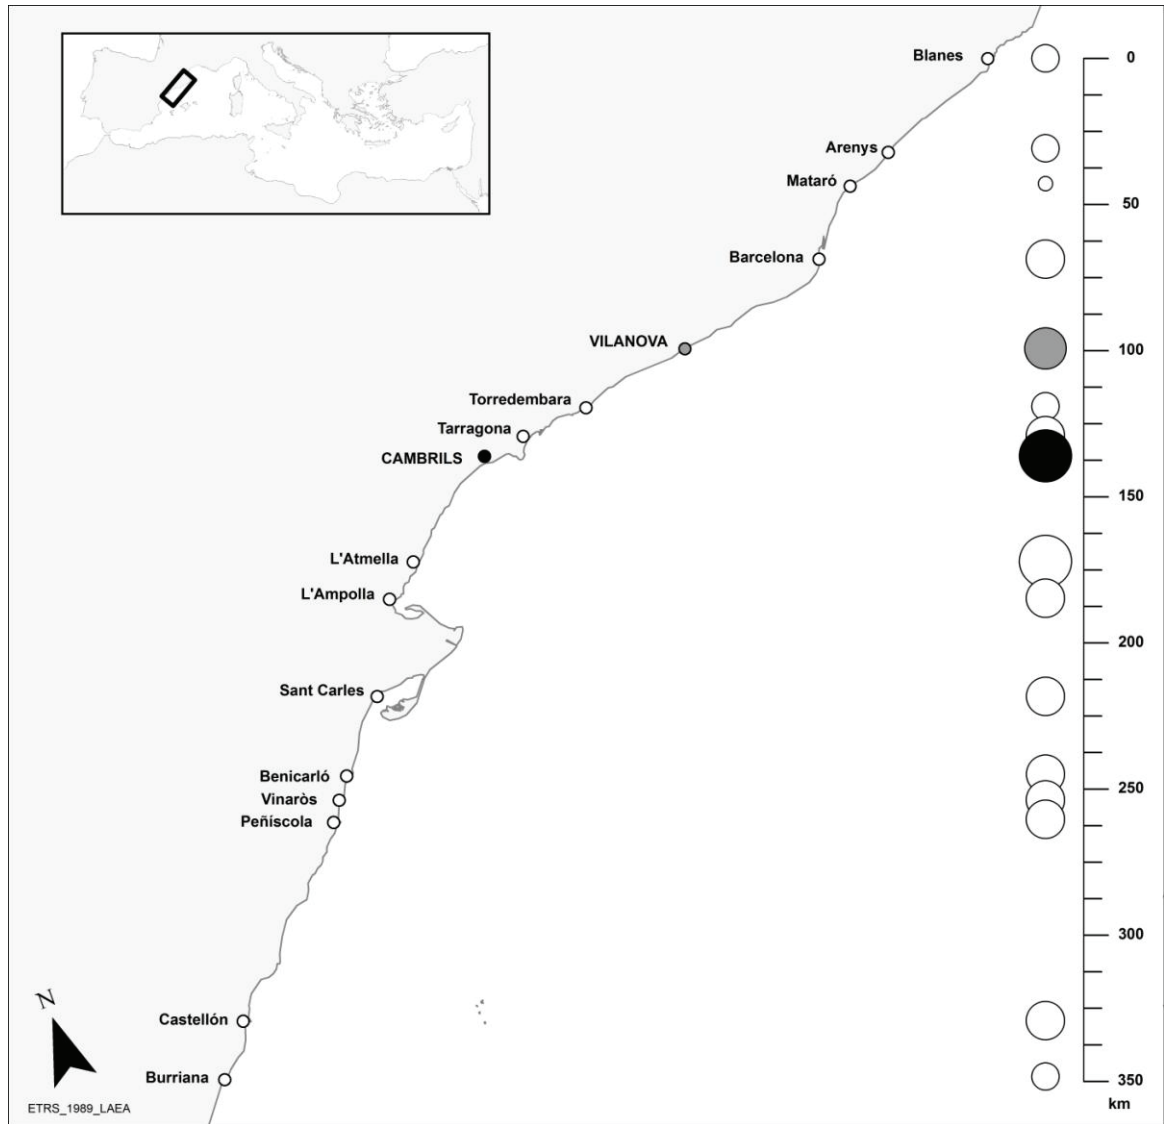 Blanes
0
Arenys
Mataró
50
Barcelona
VILANOVA
100
Torredembara
Tarragona
CAMBRILS
150
L'Atmella
L'Ampolla
200
Sant Carles
Benicarló
250
Vinaròs
Peñíscola
300
N
Castellón
Burriana
350
km
ETRS_1989_LAEA